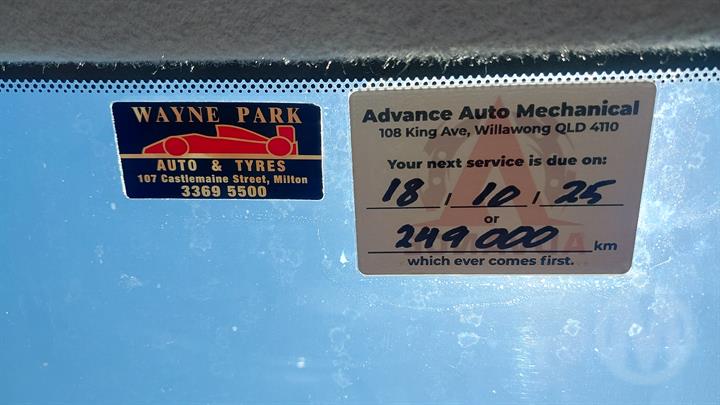 WAYNE PARK
AUTO & TYRES
107 Castlemaine Street, Milton
3369 5500
Advance Auto Mechanical
108 King Ave, Willawong QLD 4110
Your next service is due on:
18 / 10 / 25
or
249 000 km
which ever comes first.